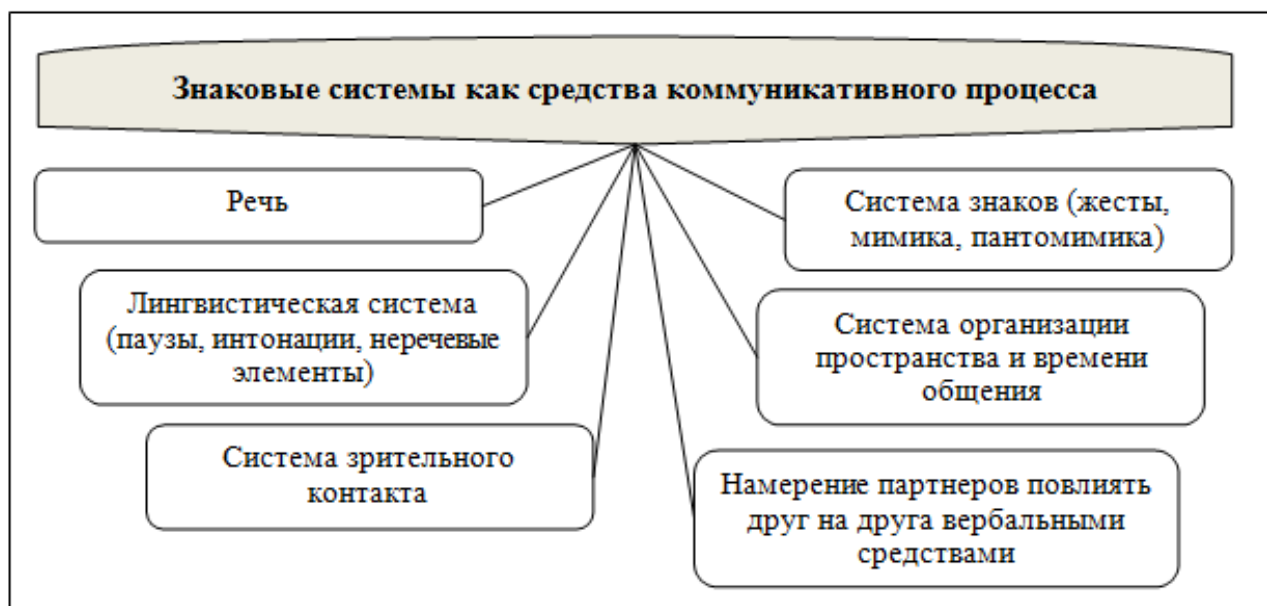 Знаковые системы как средства коммуникативного процесса
Речь
Лингвистическая система
(паузы, интонации, неречевые
элементы)
Система зрительного
контакта
Система знаков (жесты,
мимика, пантомимика)
Система организации
пространства и времени
общения
Намерение партнеров повлиять
друг на друга вербальными
средствами